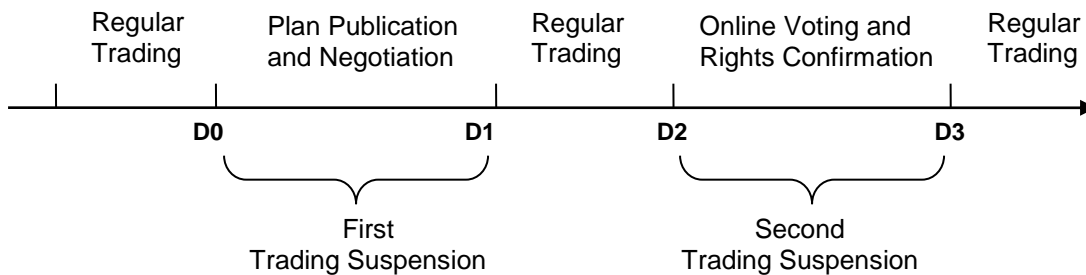 Regular
Trading
Plan Publication
and Negotiation
Regular
Trading
Online Voting and
Rights Confirmation
Regular
Trading
D0
D1
D2
D3
First
Trading Suspension
Second
Trading Suspension